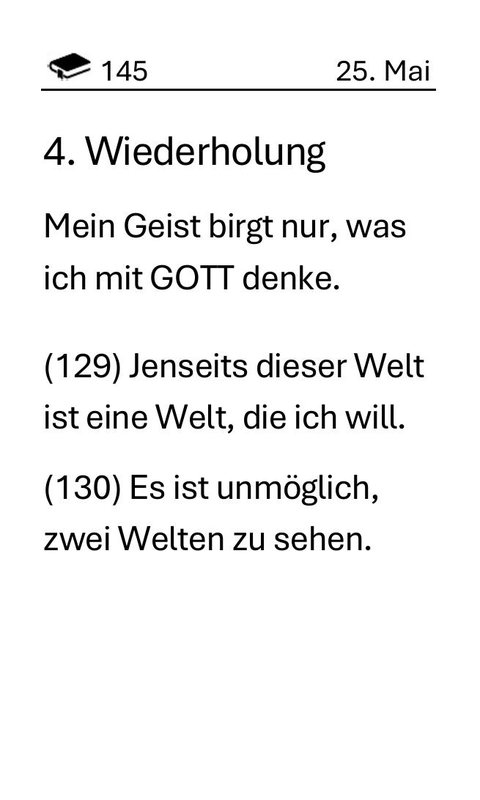 145 25. Mai
4. Wiederholung
Mein Geist birgt nur, was
ich mit GOTT denke.
(129) Jenseits dieser Welt
ist eine Welt, die ich will.
(130) Es ist unmöglich,
zwei Welten zu sehen.